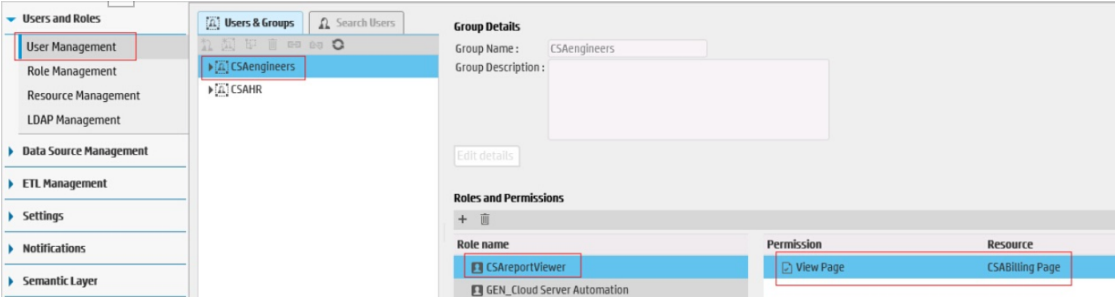 Users and Roles
User Management
Role Management
Resource Management
LDAP Management
Data Source Management
ETL Management
Settings
Notifications
Semantic Layer
Users & Groups
Search Users
CSAengineers
CSAHR
Group Details
Group Name :
CSAengineers
Group Description :
Edit details
Roles and Permissions
Role name
CSAreportViewer
GEN_Cloud Server Automation
Permission
Resource
View Page
CSABilling Page